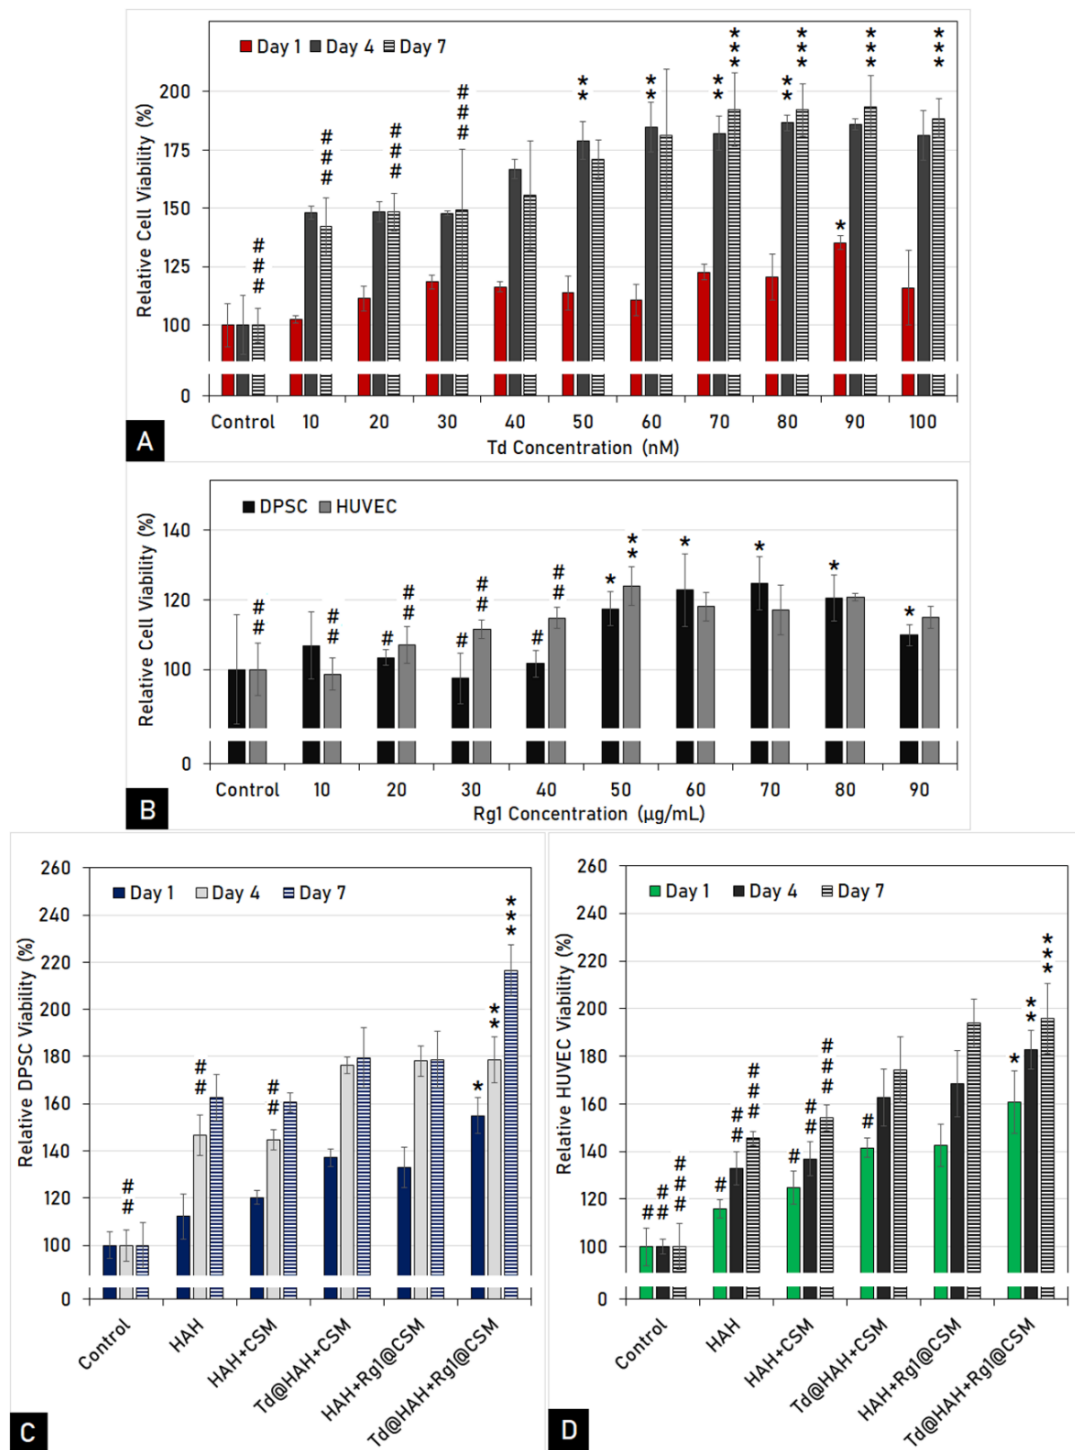 Day 1 Day 4 Day 7
Relative Cell Viability (%)
200
175
150
125
100
0
###
###
###
###
**
**
**
***
**
***
*
***
***
Control 10 20 30 40 50 60 70 80 90 100
Td Concentration (nM)
A
DPSC HUVEC
Relative Cell Viability (%)
140
120
100
0
##
##
#
##
#
##
#
##
*
**
*
*
*
*
Control 10 20 30 40 50 60 70 80 90
Rg1 Concentration (µg/mL)
B
Day 1 Day 4 Day 7
Relative DPSC Viability (%)
260
240
220
200
180
160
140
120
100
0
##
##
##
*
**
***
Control
HAH
HAH+CSM
Td@HAH+CSM
HAH+Rg1@CSM
Td@HAH+Rg1@CSM
C
Day 1 Day 4 Day 7
Relative HUVEC Viability (%)
260
240
220
200
180
160
140
120
100
0
#
##
###
#
##
###
#
##
###
#
*
**
***
Control
HAH
HAH+CSM
Td@HAH+CSM
HAH+Rg1@CSM
Td@HAH+Rg1@CSM
D